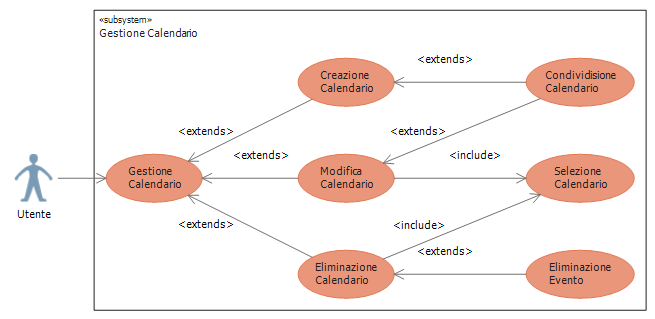 «subsystem»
Gestione Calendario
<extends>
Creazione
Calendario
Condividisione
Calendario
<extends>
<extends>
<extends>
<include>
Gestione
Calendario
Modifica
Calendario
Selezione
Calendario
Utente
<extends>
<include>
<extends>
Eliminazione
Calendario
Eliminazione
Evento